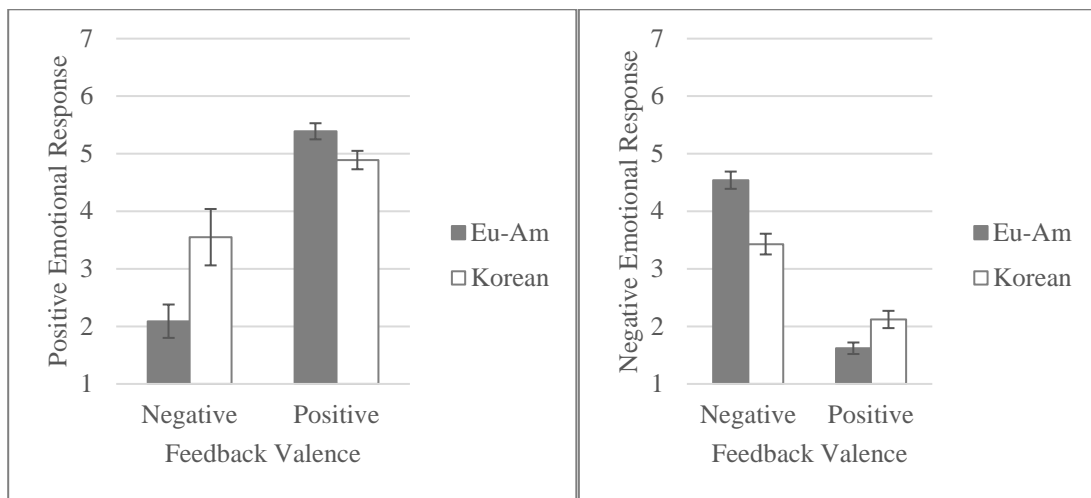 Positive Emotional Response
7
6
5
4
3
2
1
Negative Positive
Feedback Valence
Eu-Am
Korean
Negative Emotional Response
7
6
5
4
3
2
1
Negative Positive
Feedback Valence
Eu-Am
Korean